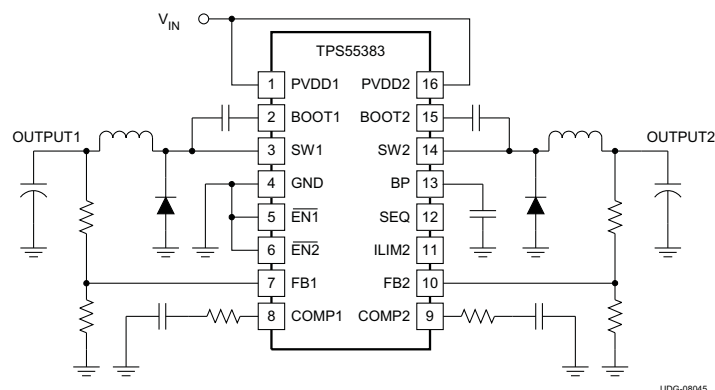 V_IN
TPS55383
1 PVDD1 PVDD2 16
2 BOOT1 BOOT2 15
OUTPUT1 OUTPUT2
3 SW1 SW2 14
4 GND BP 13
5 EN1 SEQ 12
6 EN2 ILIM2 11
7 FB1 FB2 10
8 COMP1 COMP2 9
UDG-08045